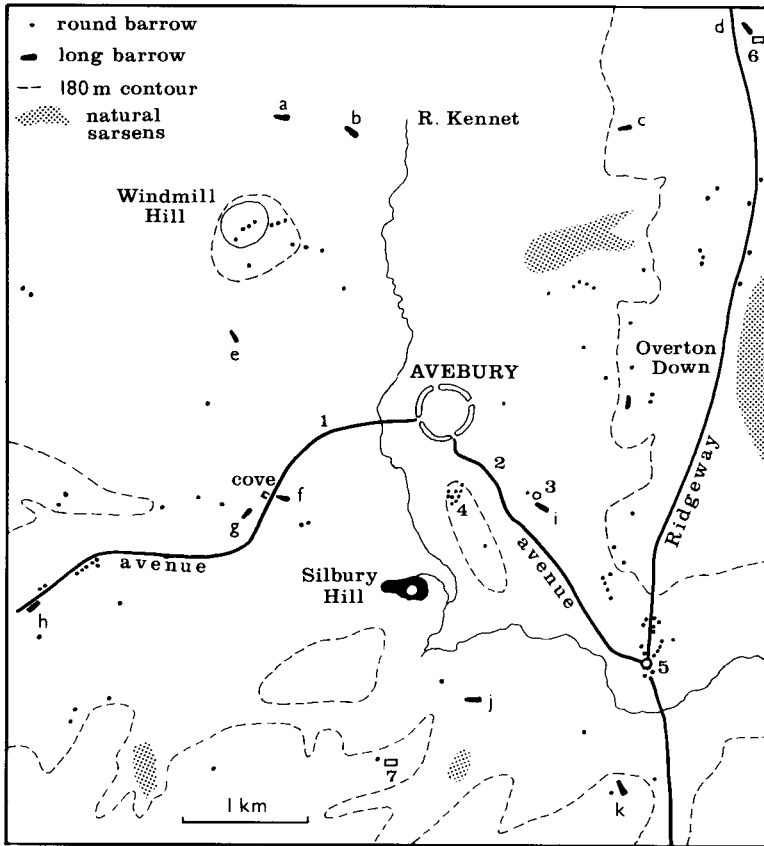 round barrow
long barrow
180 m contour
natural
sarsens
d
6
a
b
R. Kennet
c
Windmill
Hill
e
AVEBURY
Overton
Down
1
2
cove
f
g
3
4
i
Ridgeway
avenue
avenue
Silbury
Hill
h
5
j
7
k
1 km